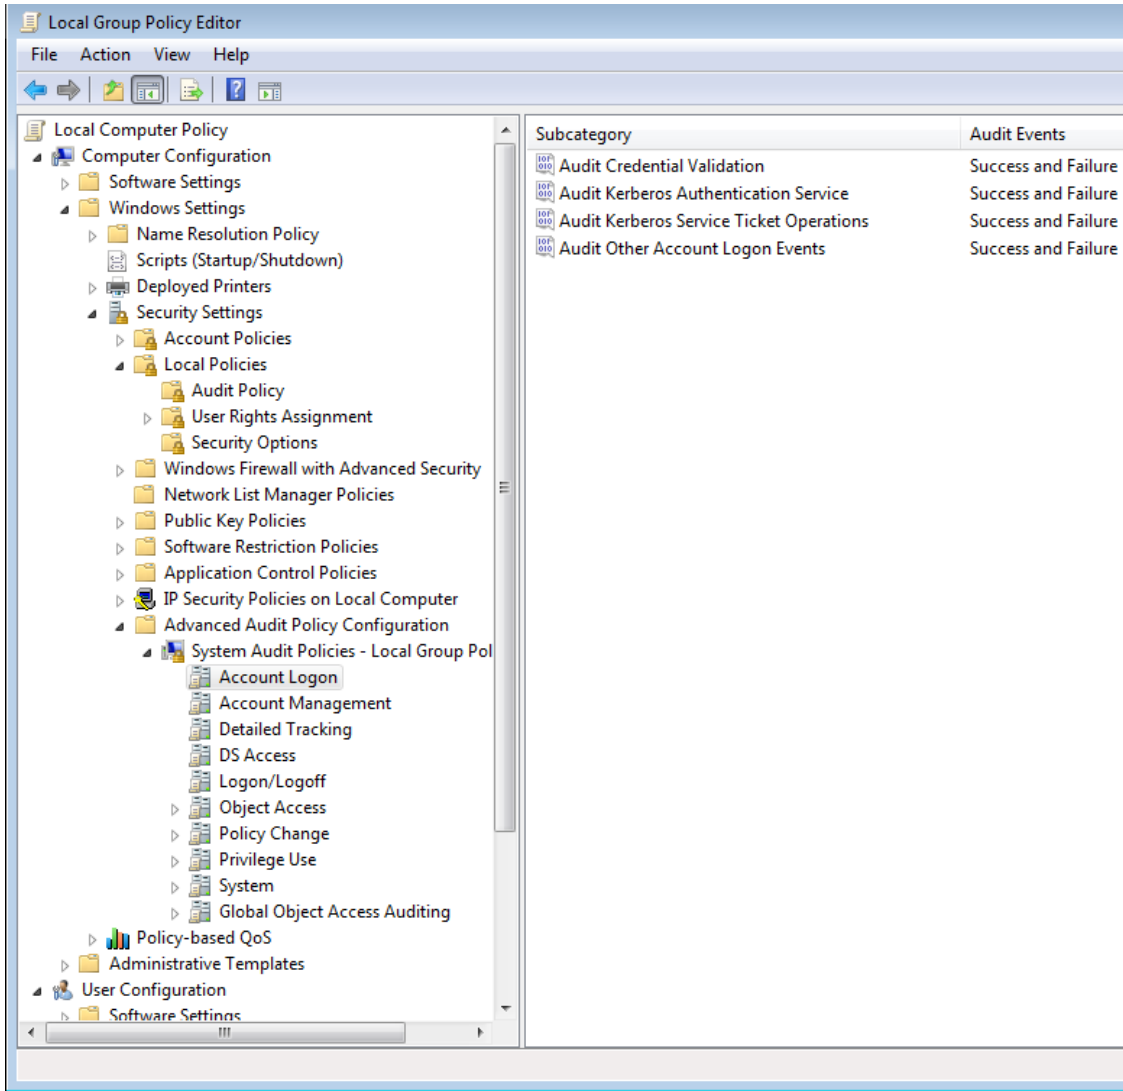 Local Group Policy Editor
File Action View Help
Local Computer Policy
Computer Configuration
Software Settings
Windows Settings
Name Resolution Policy
Scripts (Startup/Shutdown)
Deployed Printers
Security Settings
Account Policies
Local Policies
Audit Policy
User Rights Assignment
Security Options
Windows Firewall with Advanced Security
Network List Manager Policies
Public Key Policies
Software Restriction Policies
Application Control Policies
IP Security Policies on Local Computer
Advanced Audit Policy Configuration
System Audit Policies - Local Group Pol
Account Logon
Account Management
Detailed Tracking
DS Access
Logon/Logoff
Object Access
Policy Change
Privilege Use
System
Global Object Access Auditing
Policy-based QoS
Administrative Templates
User Configuration
Software Settings
Subcategory Audit Events
Audit Credential Validation Success and Failure
Audit Kerberos Authentication Service Success and Failure
Audit Kerberos Service Ticket Operations Success and Failure
Audit Other Account Logon Events Success and Failure